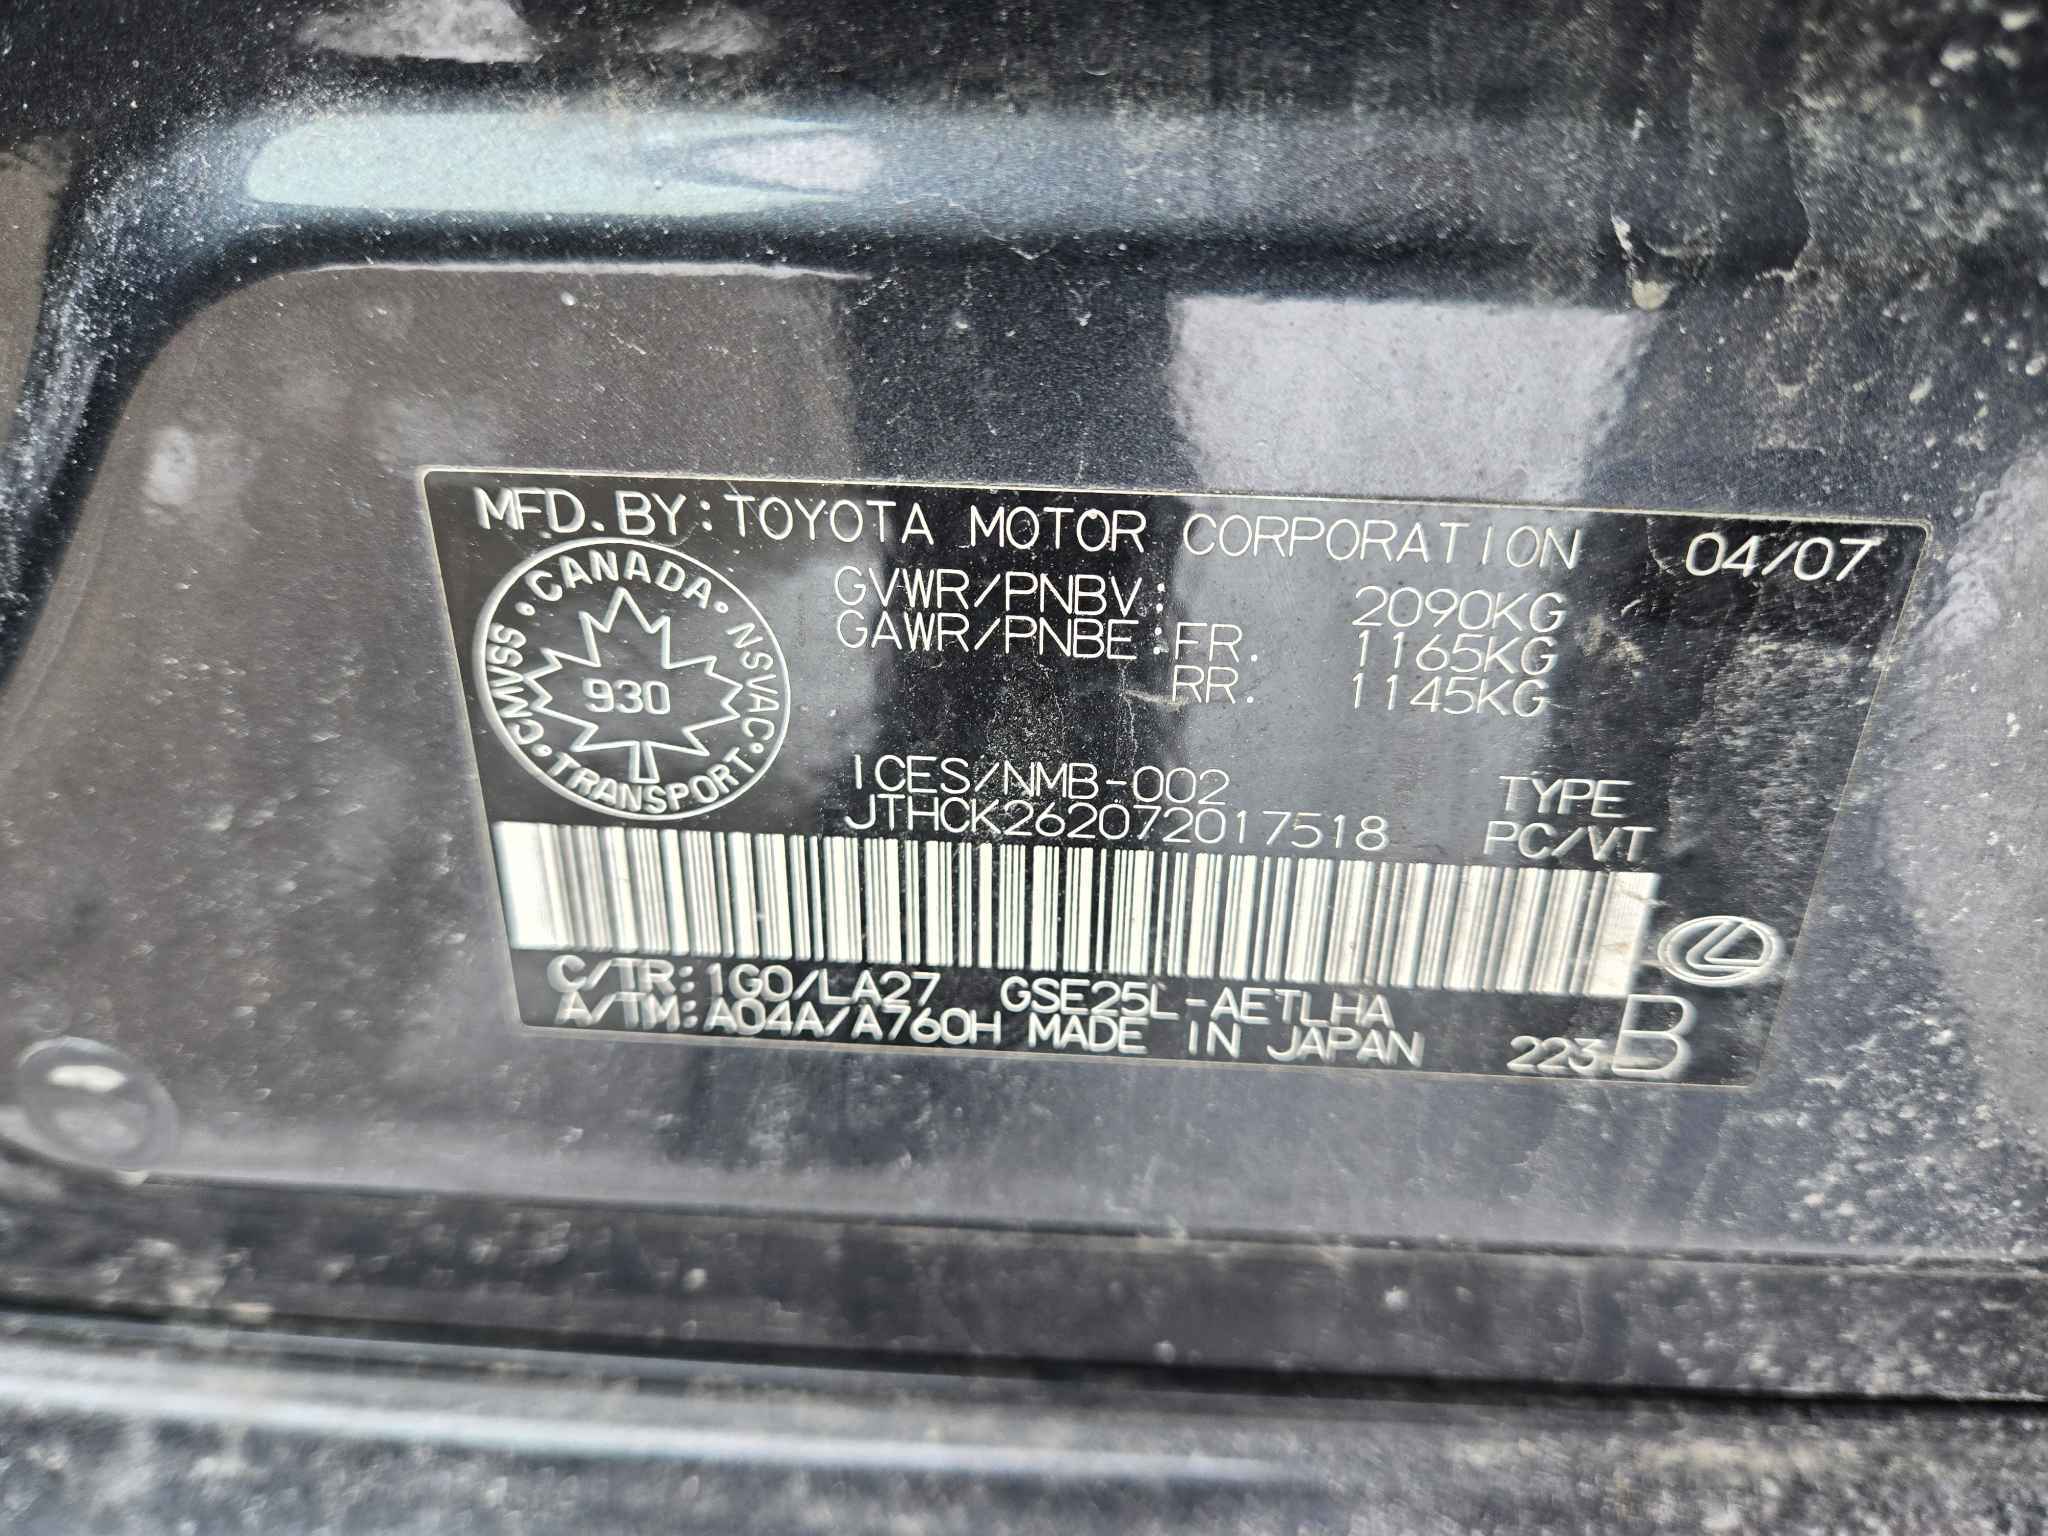 MFD. BY: TOYOTA MOTOR CORPORATION 04/07
CANADA
CMVSS NSVAC
930
TRANSPORT
GVWR/PNBV: 2090KG
GAWR/PNBE: FR. 1165KG
RR. 1145KG
ICES/NMB-002
TYPE
JTHCK262072017518
PC/VT
C/TR: 1G0/LA27 GSE25L-AETLHA
A/TM: A04A/A760H MADE IN JAPAN
223 B
L